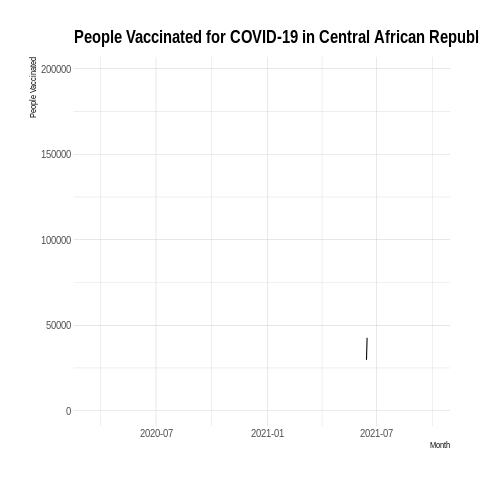 People Vaccinated for COVID-19 in Central African Republ
People Vaccinated
200000
150000
100000
50000
0
2020-07
2021-01
2021-07
Month